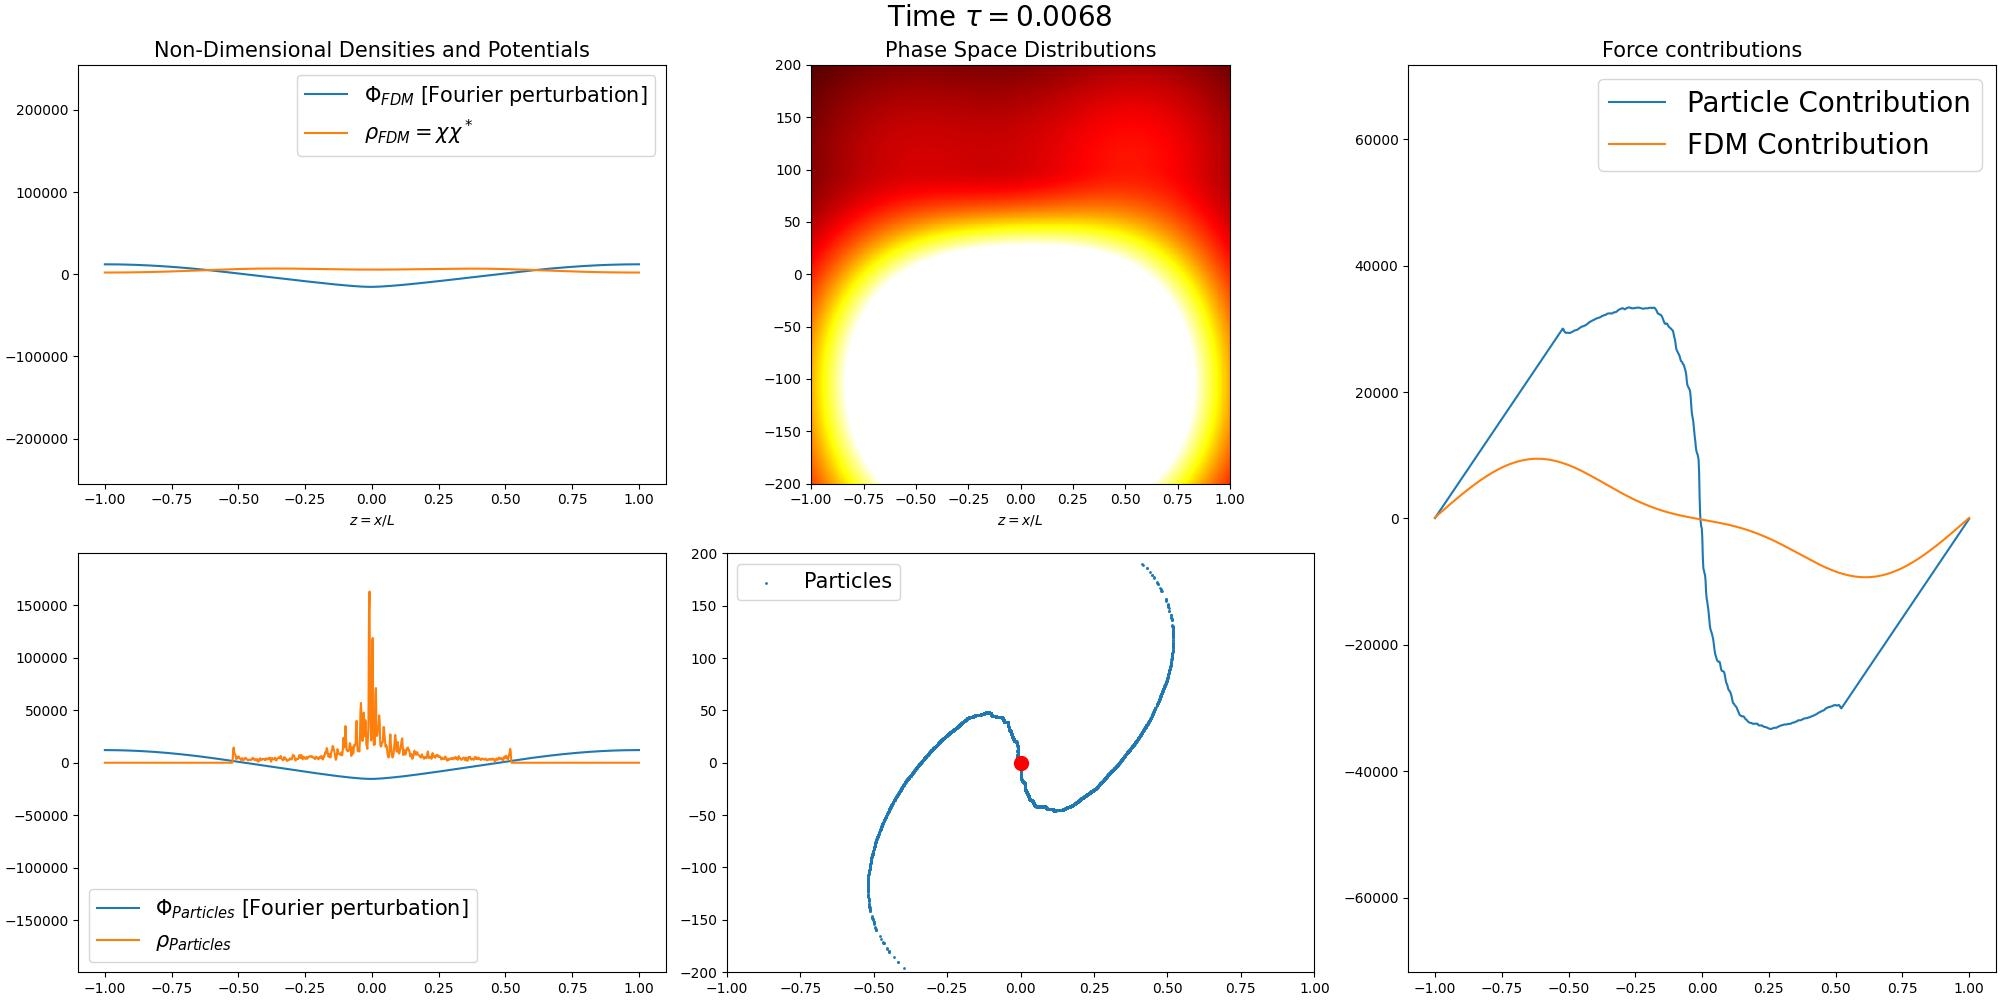 Time τ = 0.0068
Non-Dimensional Densities and Potentials
Φ_FDM [Fourier perturbation]
ρ_FDM = χχ*
200000
100000
0
−100000
−200000
−1.00 −0.75 −0.50 −0.25 0.00 0.25 0.50 0.75 1.00
z = x/L
Phase Space Distributions
200
150
100
50
0
−50
−100
−150
−200
−1.00 −0.75 −0.50 −0.25 0.00 0.25 0.50 0.75 1.00
z = x/L
Force contributions
Particle Contribution
FDM Contribution
60000
40000
20000
0
−20000
−40000
−60000
−1.00 −0.75 −0.50 −0.25 0.00 0.25 0.50 0.75 1.00
150000
100000
50000
0
−50000
−100000
−150000
Φ_Particles [Fourier perturbation]
ρ_Particles
−1.00 −0.75 −0.50 −0.25 0.00 0.25 0.50 0.75 1.00
Particles
200
150
100
50
0
−50
−100
−150
−200
−1.00 −0.75 −0.50 −0.25 0.00 0.25 0.50 0.75 1.00